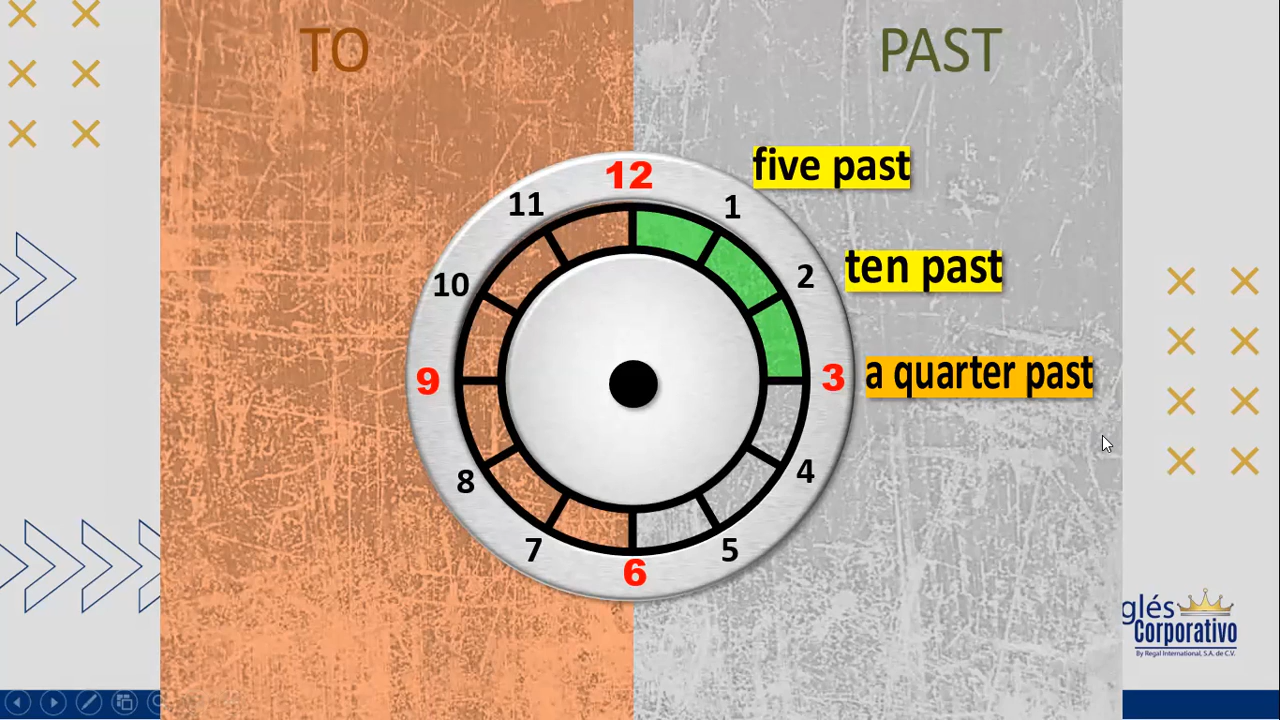 TO
PAST
five past
12
11
1
10
2
ten past
9
3
a quarter past
8
4
7
5
6
glés
Corporativo
By Regal International, S.A. de C.V.